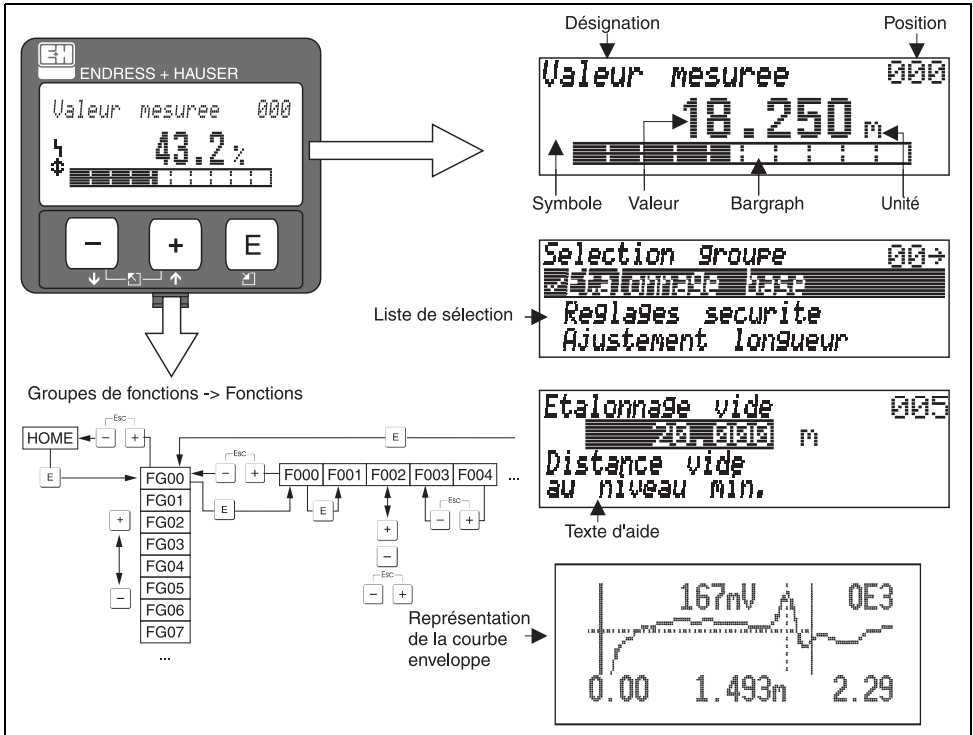 ENDRESS + HAUSER
Valeur mesuree 000
43.2 %
- + E
Désignation Position
Valeur mesuree 000
18.250 m
Symbole Valeur Bargraph Unité
Selection groupe 00→
✓Etalonnage base
Reglages securite
Ajustement longueur
Liste de sélection
Etalonnage vide 005
20.000 m
Distance vide
au niveau min.
Texte d'aide
167mV 0E3
0.00 1.493m 2.29
Représentation
de la courbe
enveloppe
Groupes de fonctions -> Fonctions
Esc
HOME - +
E
E
Esc
- +
FG00
FG01
FG02
FG03
FG04
FG05
FG06
FG07
...
+
-
E
F000 F001 F002 F003 F004 ...
E
+
-
Esc
- +
Esc
- +